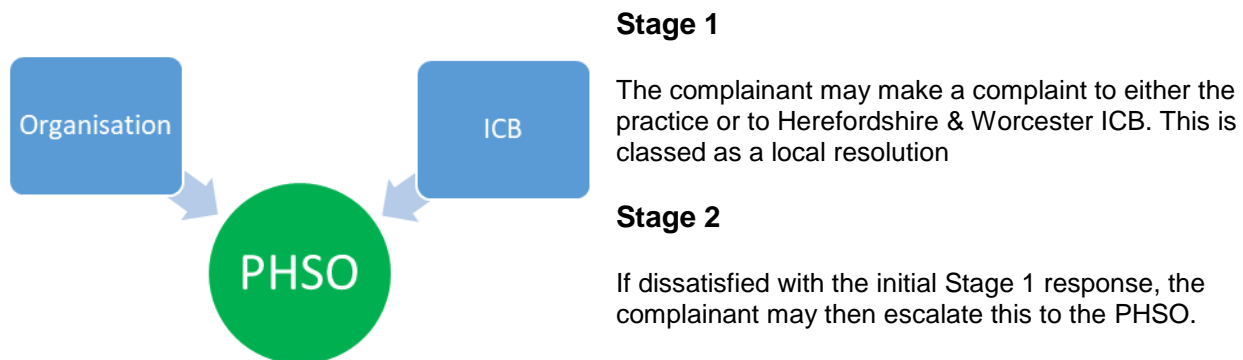 Organisation
ICB
PHSO
Stage 1
The complainant may make a complaint to either the
practice or to Herefordshire & Worcester ICB. This is
classed as a local resolution
Stage 2
If dissatisfied with the initial Stage 1 response, the
complainant may then escalate this to the PHSO.